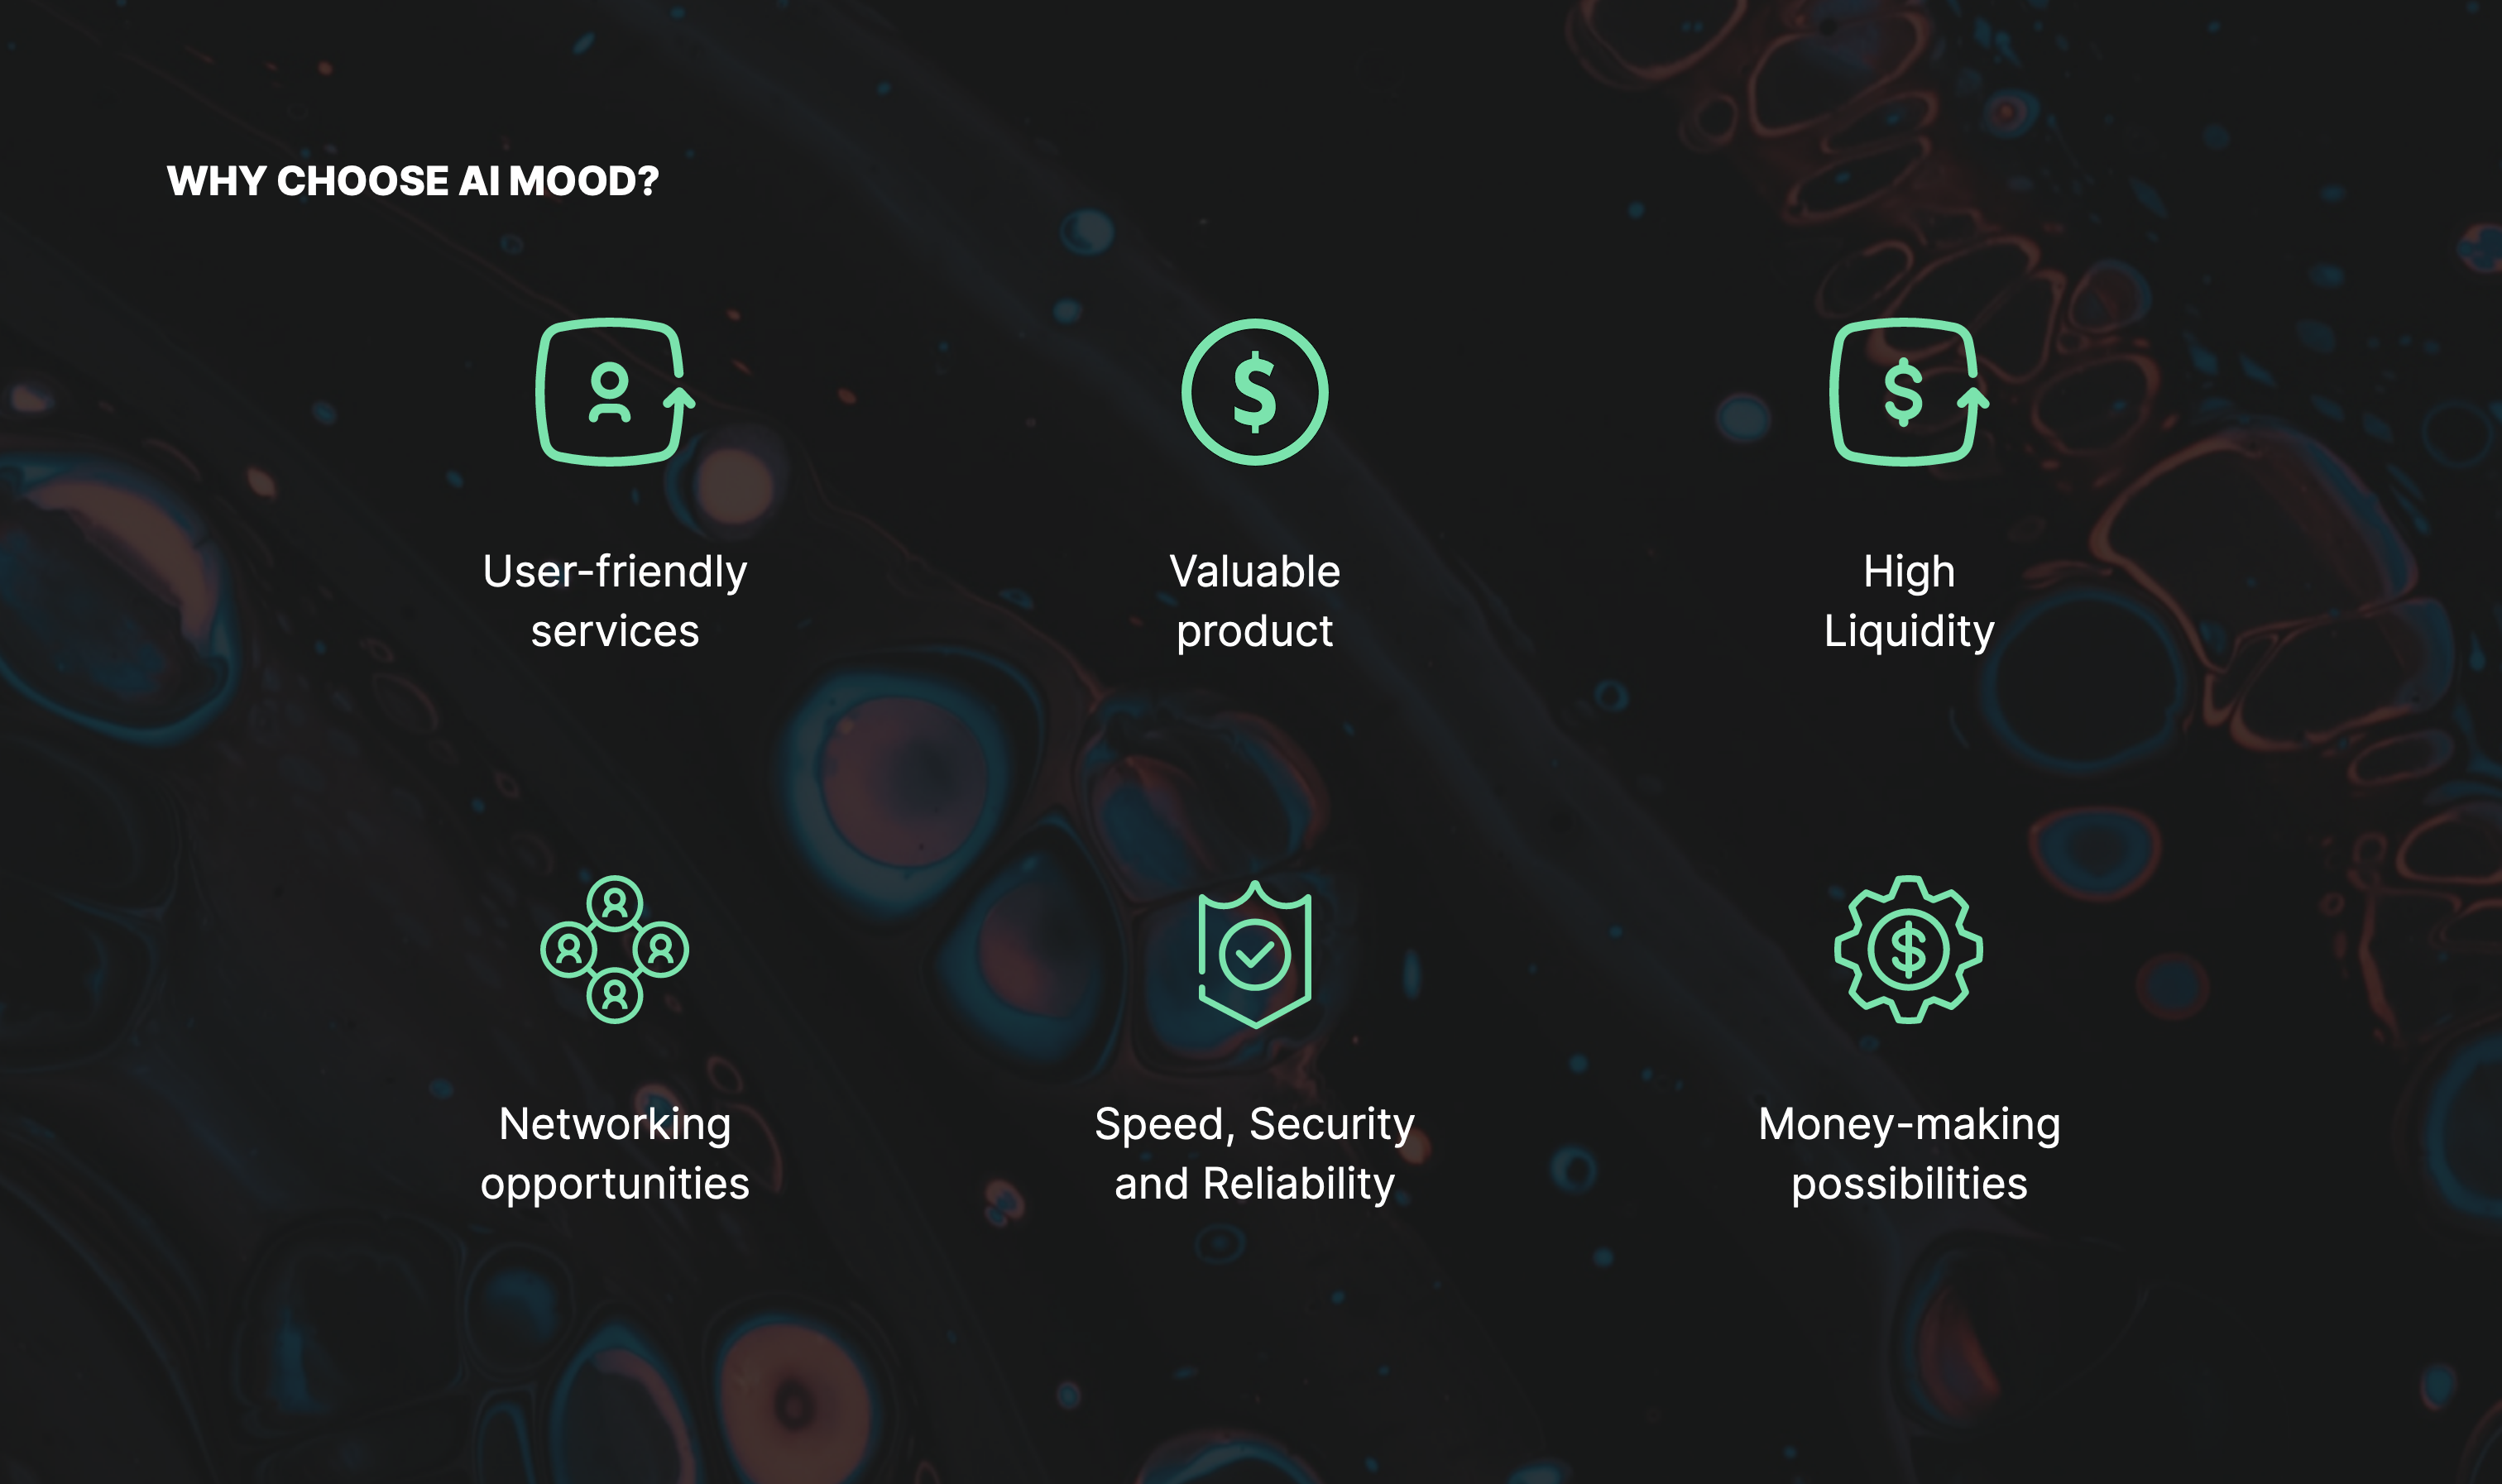 WHY CHOOSE AI MOOD?
User-friendly
services
Valuable
product
High
Liquidity
Networking
opportunities
Speed, Security
and Reliability
Money-making
possibilities